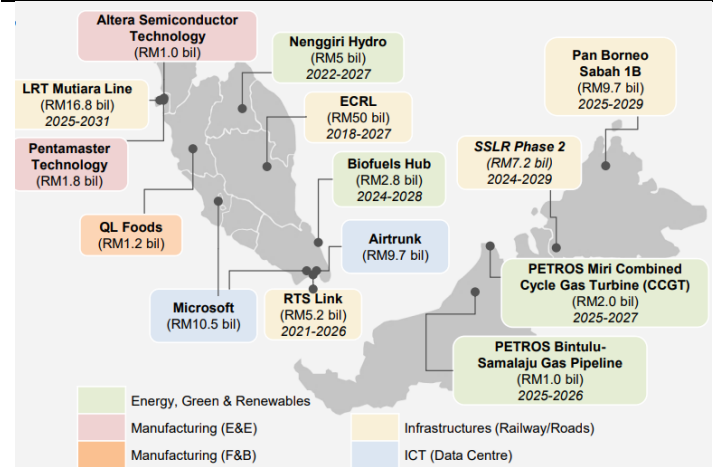 Altera Semiconductor
Technology
(RM1.0 bil)
Nenggiri Hydro
(RM5 bil)
2022-2027
Pan Borneo
Sabah 1B
(RM9.7 bil)
2025-2029
LRT Mutiara Line
(RM16.8 bil)
2025-2031
ECRL
(RM50 bil)
2018-2027
SSLR Phase 2
(RM7.2 bil)
2024-2029
Pentamaster
Technology
(RM1.8 bil)
Biofuels Hub
(RM2.8 bil)
2024-2028
QL Foods
(RM1.2 bil)
Airtrunk
(RM9.7 bil)
Microsoft
(RM10.5 bil)
RTS Link
(RM5.2 bil)
2021-2026
PETROS Miri Combined
Cycle Gas Turbine (CCGT)
(RM2.0 bil)
2025-2027
PETROS Bintulu-
Samalaju Gas Pipeline
(RM1.0 bil)
2025-2026
Energy, Green & Renewables
Manufacturing (E&E)
Manufacturing (F&B)
Infrastructures (Railway/Roads)
ICT (Data Centre)